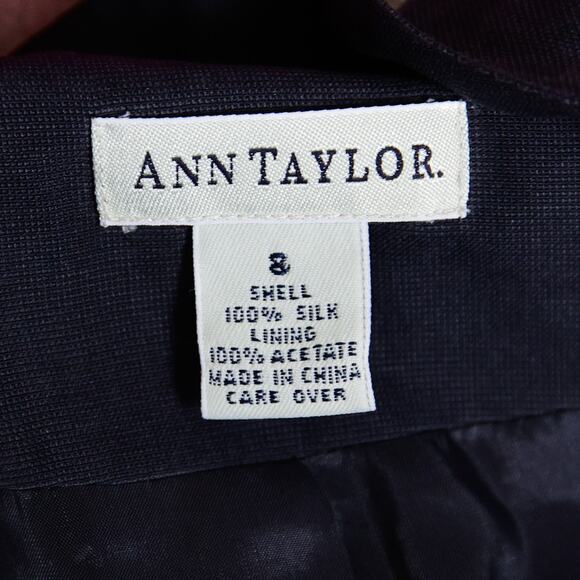 ANN TAYLOR.
8
SHELL
100% SILK
LINING
100% ACETATE
MADE IN CHINA
CARE OVER